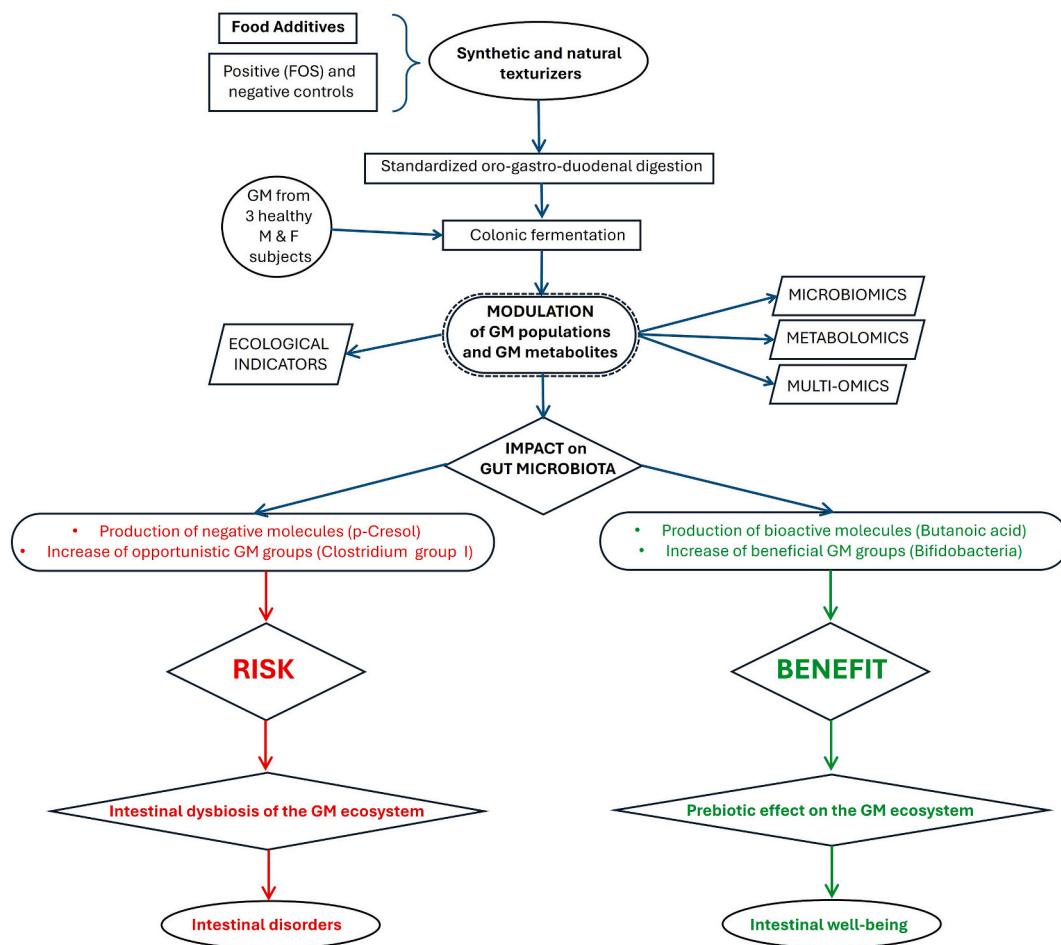 Food Additives
Positive (FOS) and
negative controls
Synthetic and natural
texturizers
Standardized oro-gastro-duodenal digestion
GM from
3 healthy
M & F
subjects
Colonic fermentation
MODULATION
of GM populations
and GM metabolites
ECOLOGICAL
INDICATORS
MICROBIOMICS
METABOLOMICS
MULTI-OMICS
IMPACT on
GUT MICROBIOTA
• Production of negative molecules (p-Cresol)
• Increase of opportunistic GM groups (Clostridium group I)
• Production of bioactive molecules (Butanoic acid)
• Increase of beneficial GM groups (Bifidobacteria)
RISK
BENEFIT
Intestinal dysbiosis of the GM ecosystem
Prebiotic effect on the GM ecosystem
Intestinal disorders
Intestinal well-being